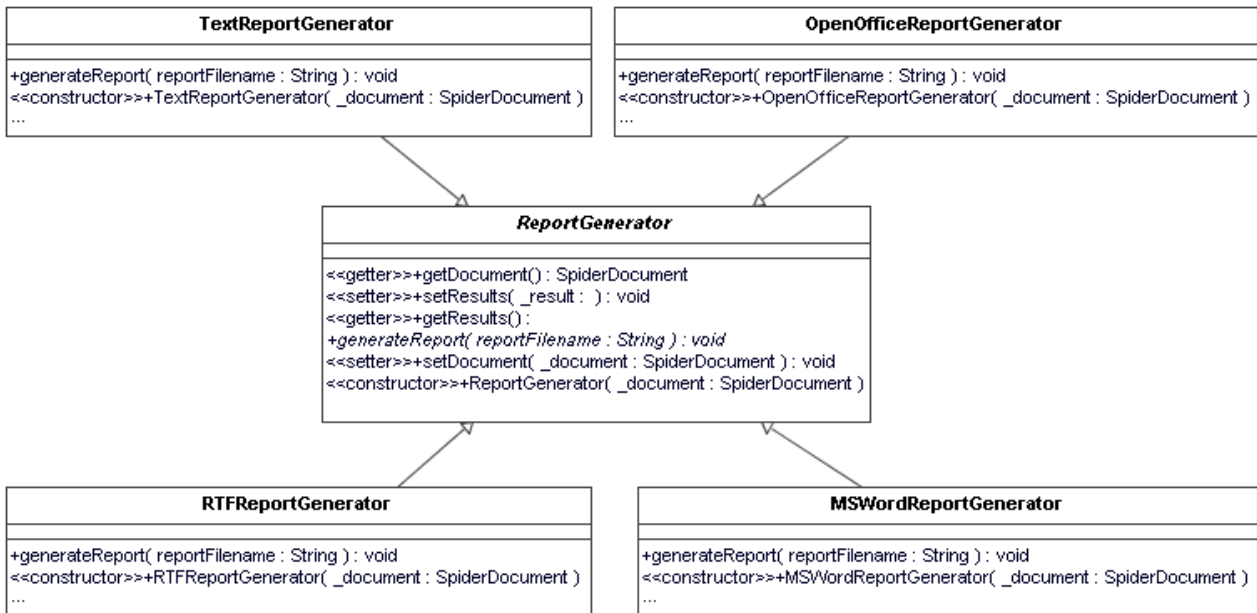 TextReportGenerator
+generateReport( reportFilename : String ) : void
<<constructor>>+TextReportGenerator( _document : SpiderDocument )
...
OpenOfficeReportGenerator
+generateReport( reportFilename : String ) : void
<<constructor>>+OpenOfficeReportGenerator( _document : SpiderDocument )
...
ReportGenerator
<<getter>>+getDocument() : SpiderDocument
<<setter>>+setResults( _result :  ) : void
<<getter>>+getResults() :
+generateReport( reportFilename : String ) : void
<<setter>>+setDocument( _document : SpiderDocument ) : void
<<constructor>>+ReportGenerator( _document : SpiderDocument )
RTFReportGenerator
+generateReport( reportFilename : String ) : void
<<constructor>>+RTFReportGenerator( _document : SpiderDocument )
...
MSWordReportGenerator
+generateReport( reportFilename : String ) : void
<<constructor>>+MSWordReportGenerator( _document : SpiderDocument )
...